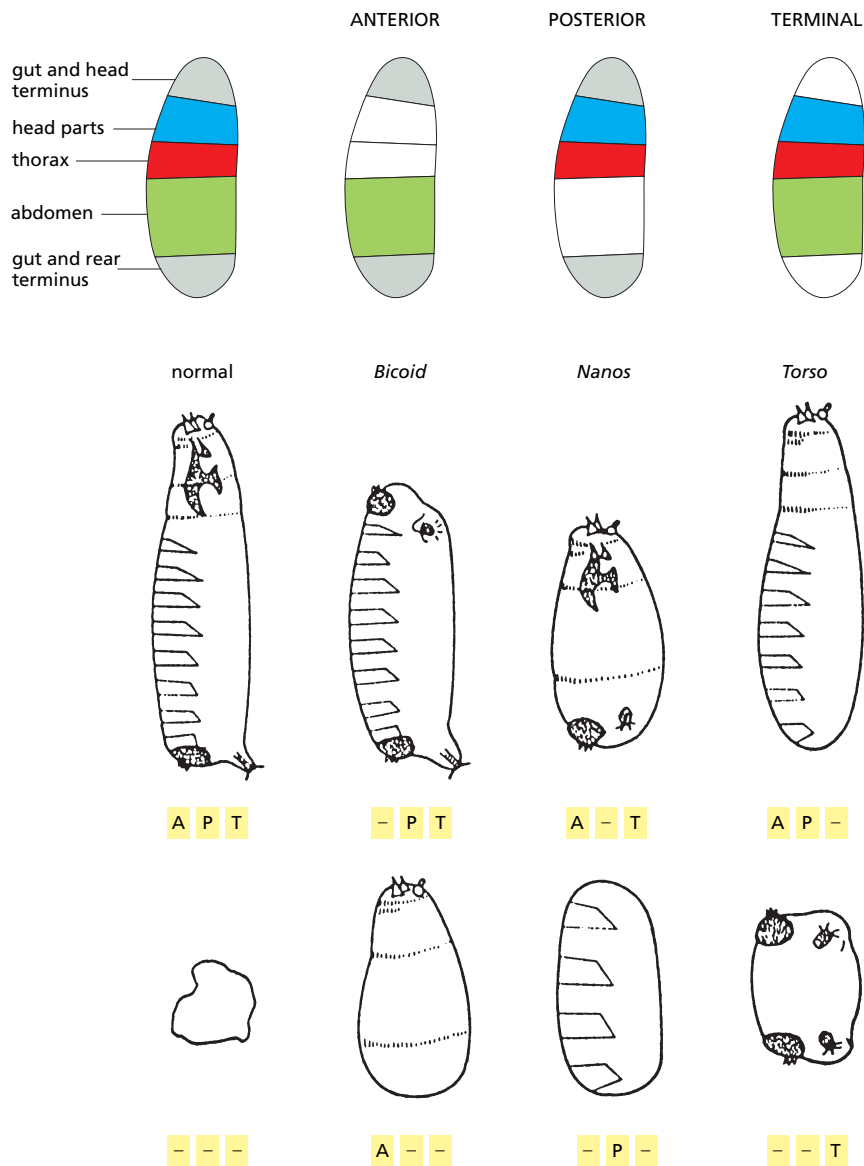 ANTERIOR POSTERIOR TERMINAL
gut and head
terminus
head parts
thorax
abdomen
gut and rear
terminus
normal Bicoid Nanos Torso
A P T – P T A – T A P –
– – – A – – – P – – – T